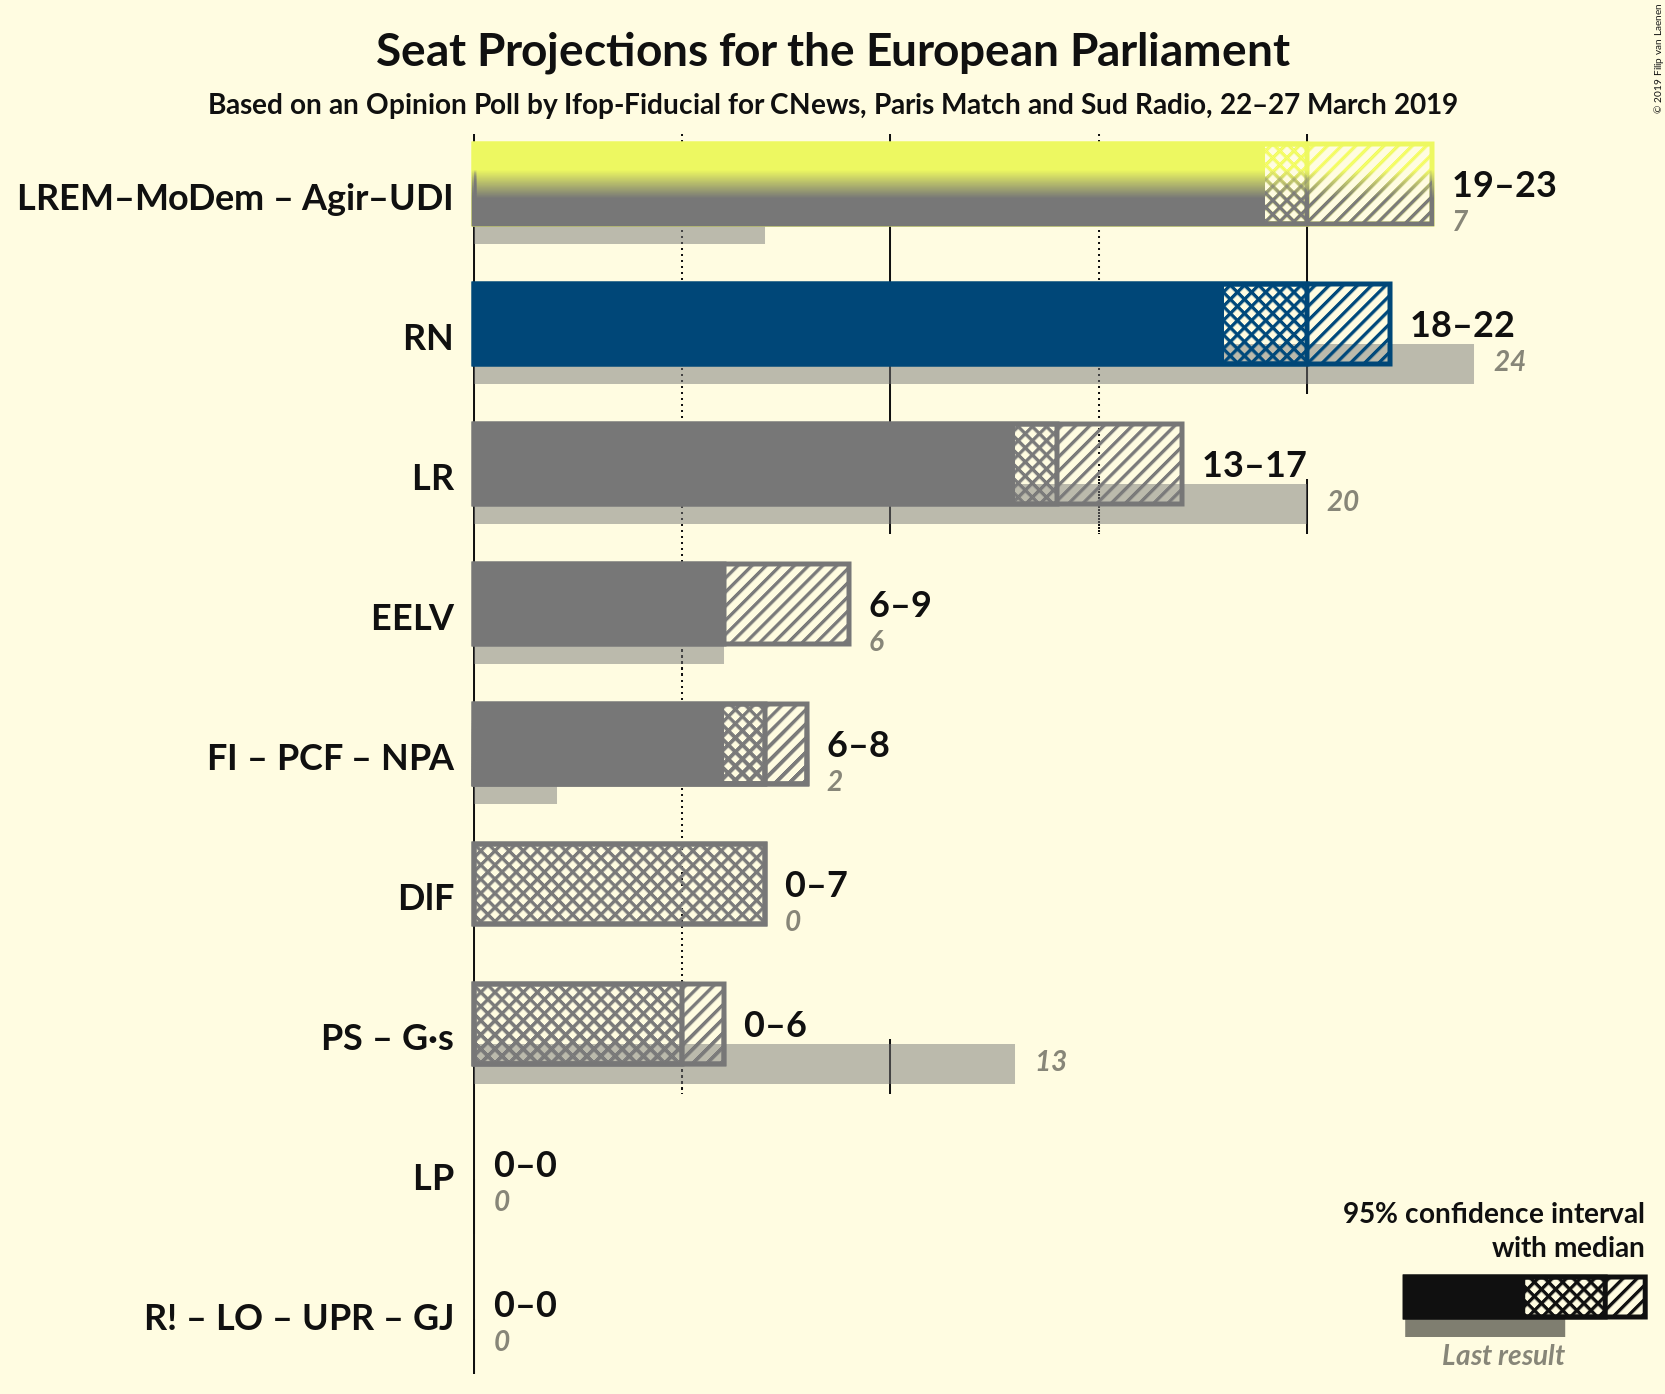 Seat Projections for the European Parliament
Based on an Opinion Poll by Ifop-Fiducial for CNews, Paris Match and Sud Radio, 22–27 March 2019
© 2019 Filip van Laenen
LREM–MoDem – Agir–UDI
19–23
7
RN
18–22
24
LR
13–17
20
EELV
6–9
6
FI – PCF – NPA
6–8
2
DlF
0–7
0
PS – G·s
0–6
13
LP
0–0
0
R! – LO – UPR – GJ
0–0
0
95% confidence interval
with median
Last result